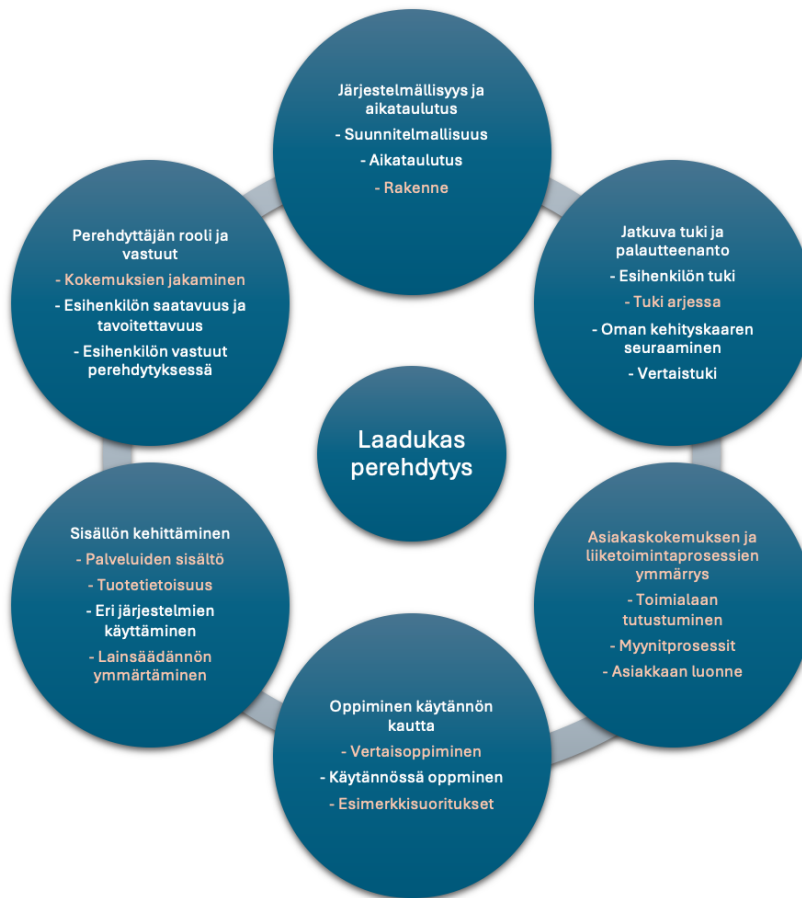 Järjestelmällisyys ja
aikataulutus
- Suunnitelmallisuus
- Aikataulutus
- Rakenne
Perehdyttäjän rooli ja
vastuut
- Kokemuksien jakaminen
- Esihenkilön saatavuus ja
tavoitettavuus
- Esihenkilön vastuut
perehdytyksessä
Jatkuva tuki ja
palautteenanto
- Esihenkilön tuki
- Tuki arjessa
- Oman kehityskaaren
seuraaminen
- Vertaistuki
Laadukas
perehdytys
Sisällön kehittäminen
- Palveluiden sisältö
- Tuotetietoisuus
- Eri järjestelmien
käyttäminen
- Lainsäädännön
ymmärtäminen
Asiakaskokemuksen ja
liiketoimintaprosessien
ymmärrys
- Toimialaan
tutustuminen
- Myynitprosessit
- Asiakkaan luonne
Oppiminen käytännön
kautta
- Vertaisoppiminen
- Käytännössä oppminen
- Esimerkkisuoritukset